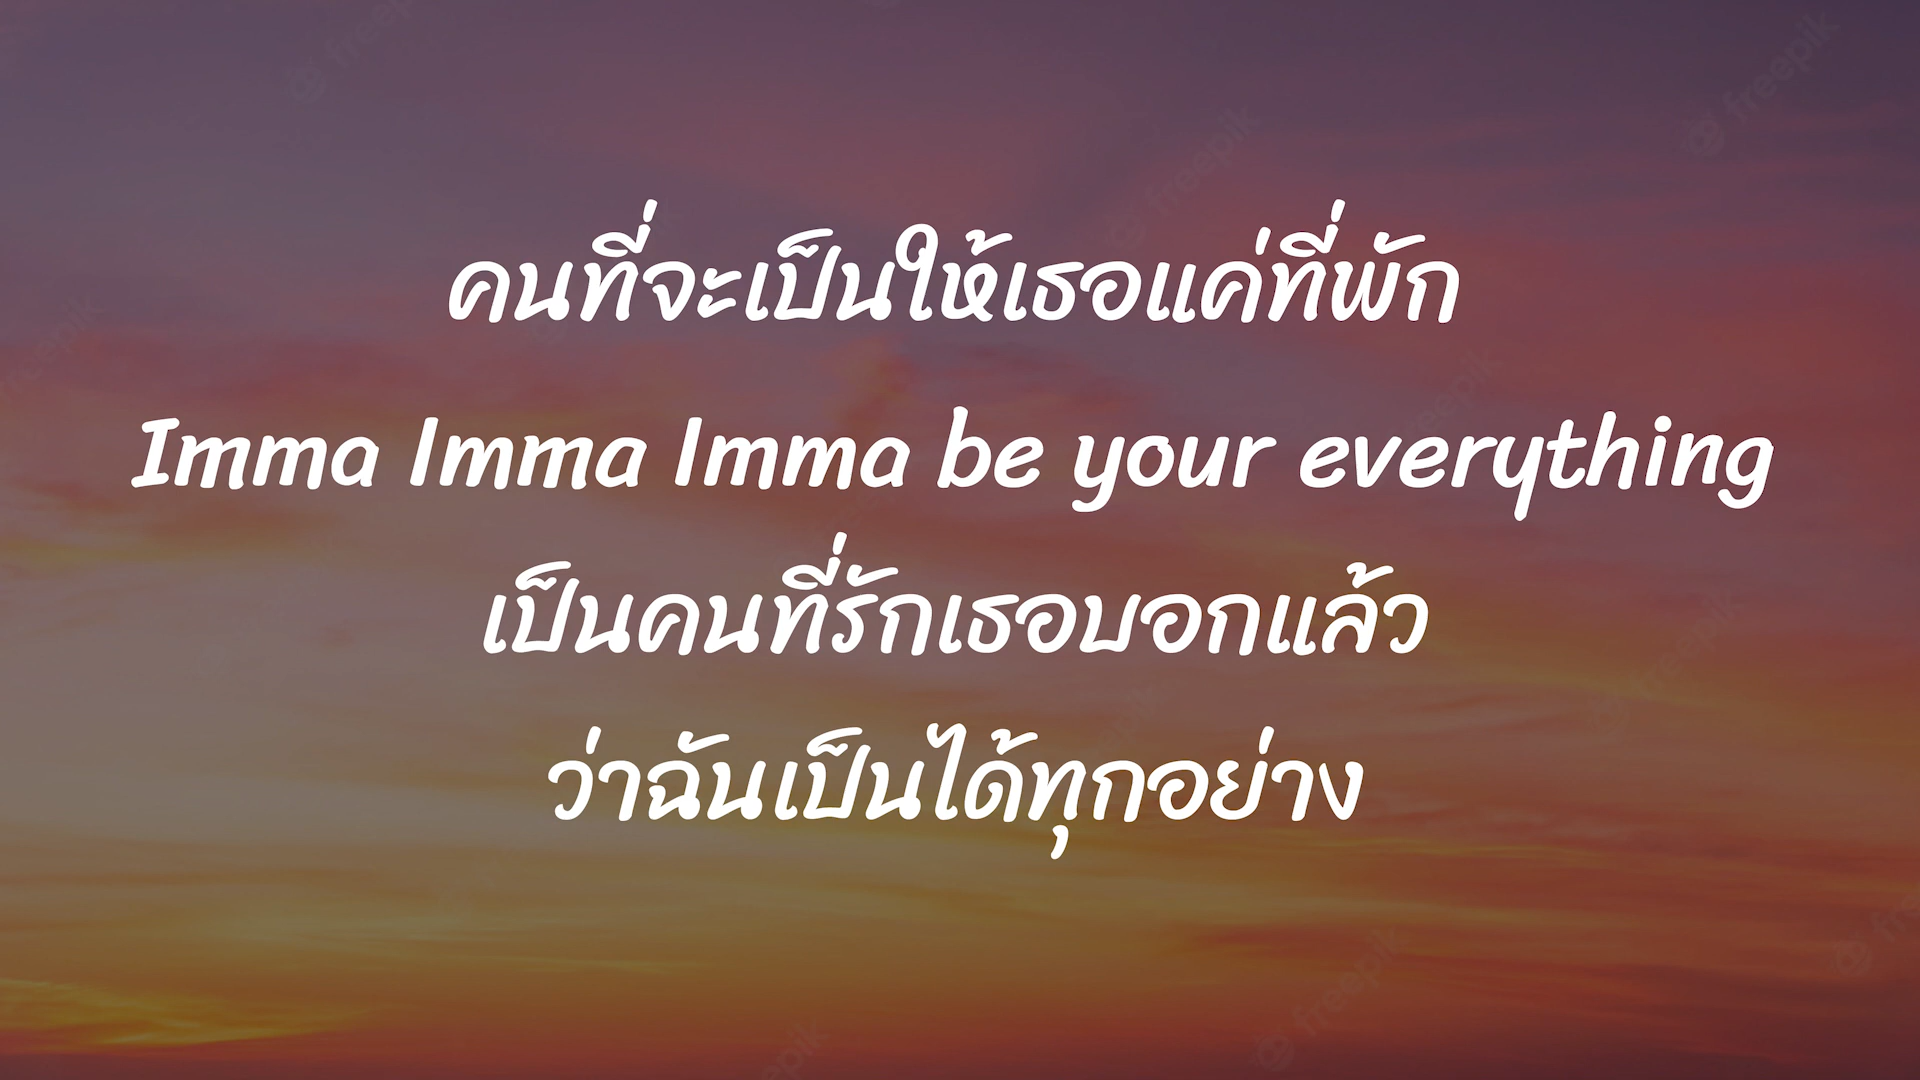 คนที่จะเป็นให้เธอแค่ที่พัก
Imma Imma Imma be your everything
เป็นคนที่รักเธอบอกแล้ว
ว่าฉันเป็นได้ทุกอย่าง